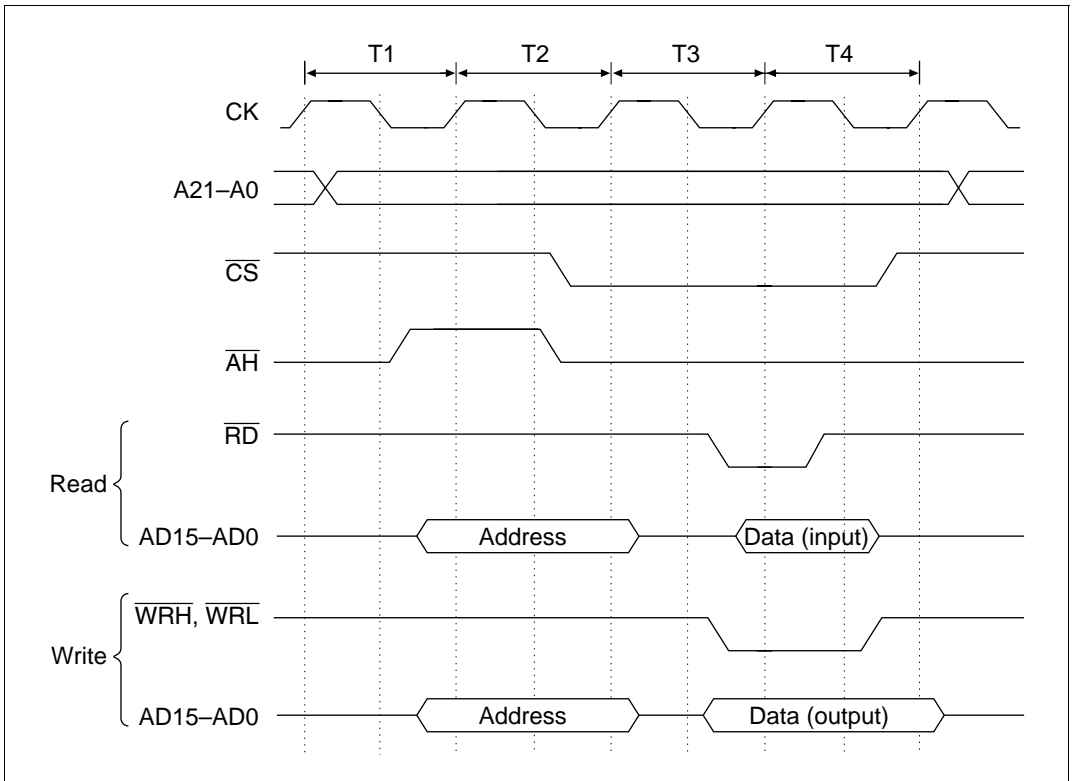 T1 T2 T3 T4
CK
A21–A0
CS
AH
RD
Read
AD15–AD0 Address Data (input)
WRH, WRL
Write
AD15–AD0 Address Data (output)